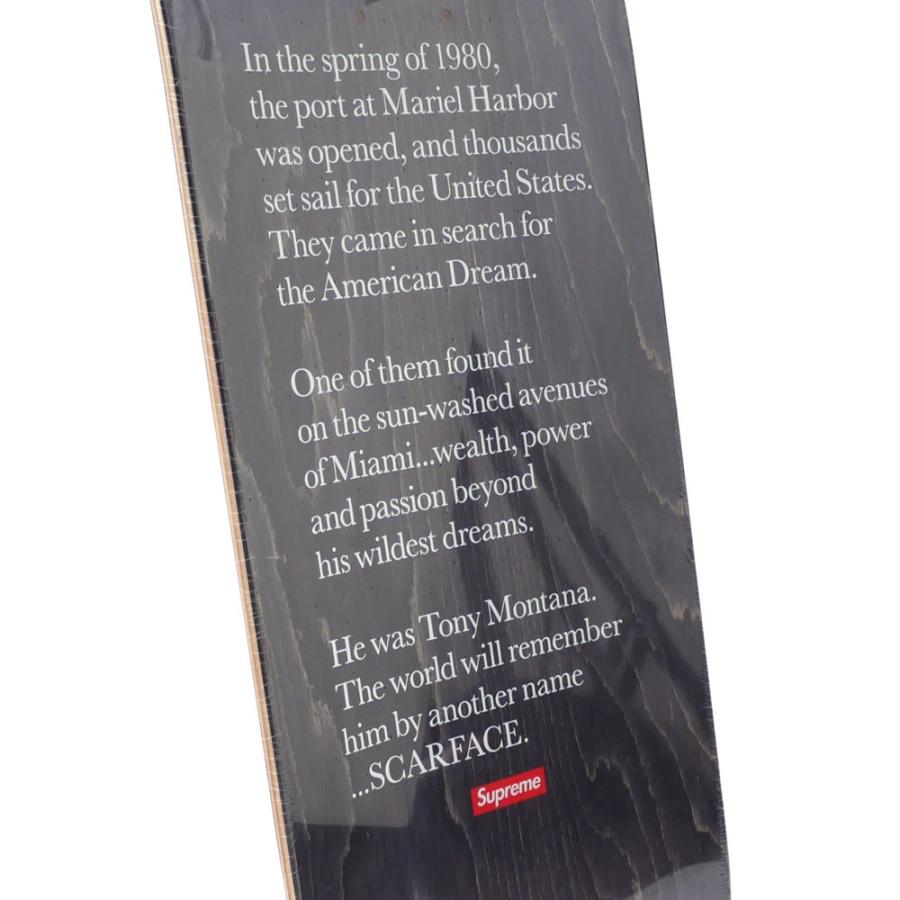 In the spring of 1980,
the port at Mariel Harbor
was opened, and thousands
set sail for the United States.
They came in search for
the American Dream.
One of them found it
on the sun-washed avenues
of Miami...wealth, power
and passion beyond
his wildest dreams.
He was Tony Montana.
The world will remember
him by another name
...SCARFACE.
Supreme